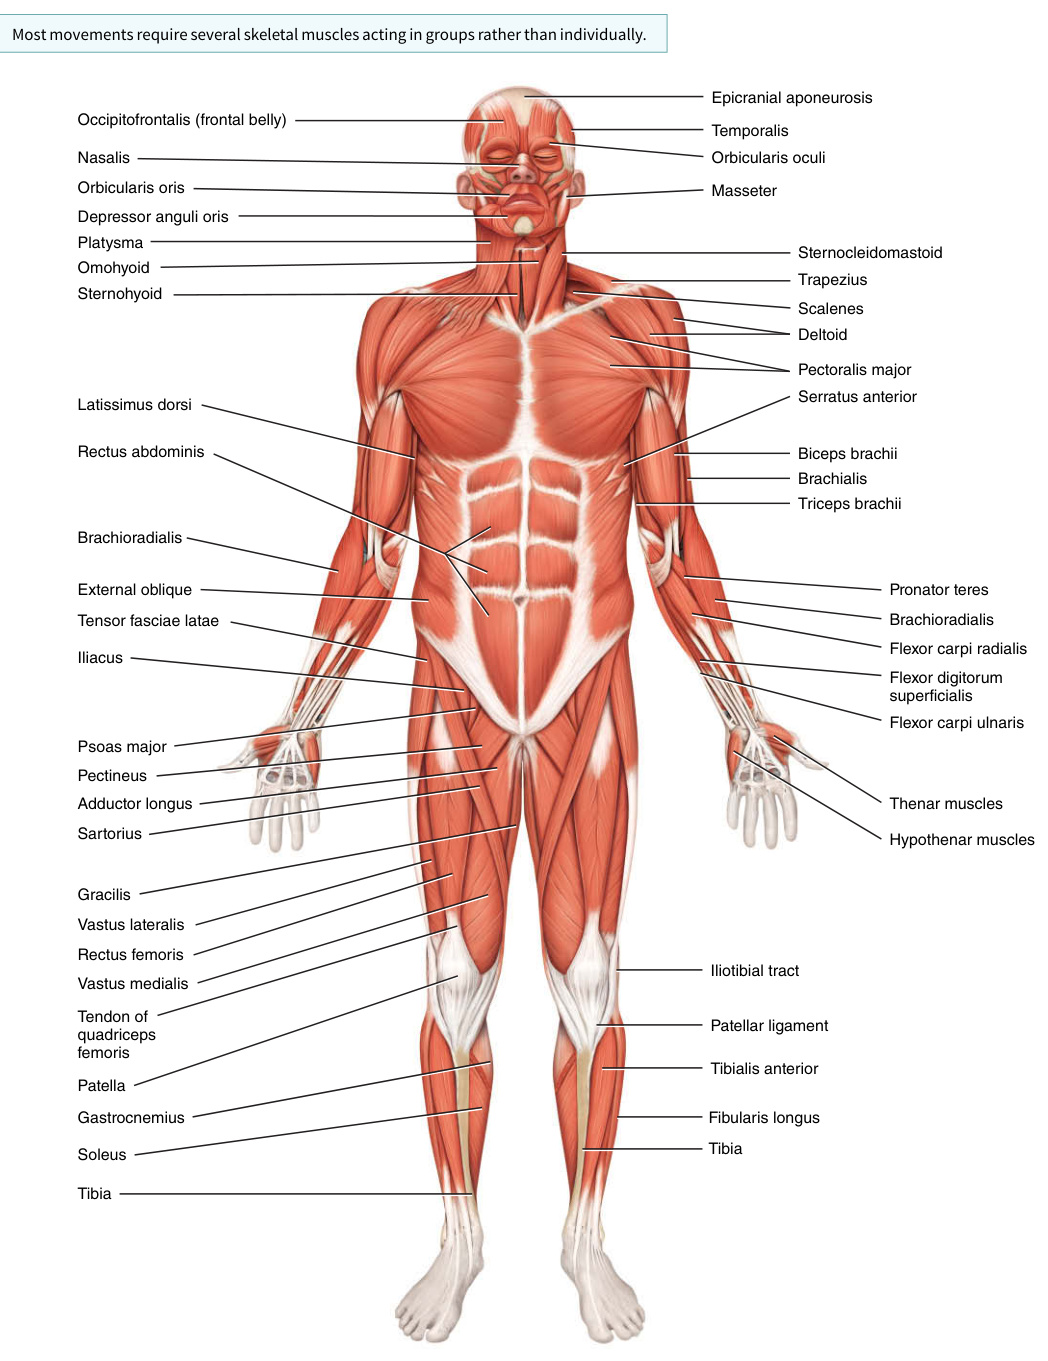 Most movements require several skeletal muscles acting in groups rather than individually.
Epicranial aponeurosis
Occipitofrontalis (frontal belly)
Temporalis
Nasalis
Orbicularis oculi
Orbicularis oris
Masseter
Depressor anguli oris
Platysma
Sternocleidomastoid
Omohyoid
Trapezius
Sternohyoid
Scalenes
Deltoid
Pectoralis major
Serratus anterior
Latissimus dorsi
Rectus abdominis
Biceps brachii
Brachialis
Triceps brachii
Brachioradialis
External oblique
Pronator teres
Tensor fasciae latae
Brachioradialis
Iliacus
Flexor carpi radialis
Flexor digitorum
superficialis
Flexor carpi ulnaris
Psoas major
Pectineus
Adductor longus
Thenar muscles
Sartorius
Hypothenar muscles
Gracilis
Vastus lateralis
Rectus femoris
Iliotibial tract
Vastus medialis
Tendon of
quadriceps
femoris
Patellar ligament
Tibialis anterior
Patella
Gastrocnemius
Fibularis longus
Soleus
Tibia
Tibia